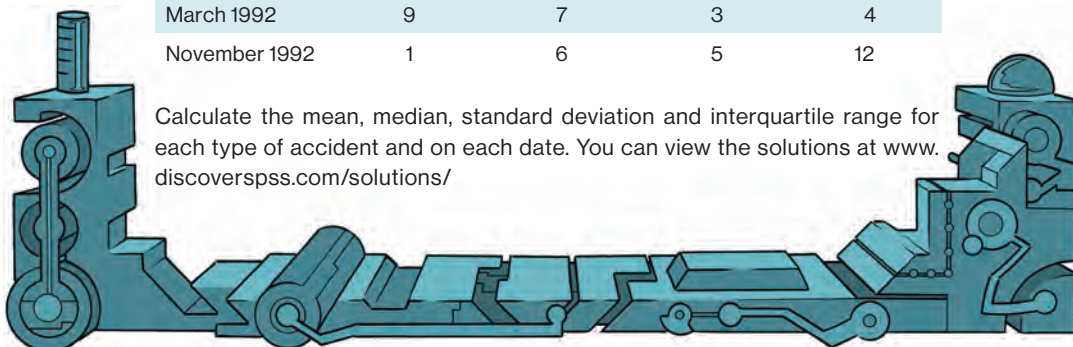 March 1992 9 7 3 4
November 1992 1 6 5 12
Calculate the mean, median, standard deviation and interquartile range for
each type of accident and on each date. You can view the solutions at www.
discoverspss.com/solutions/